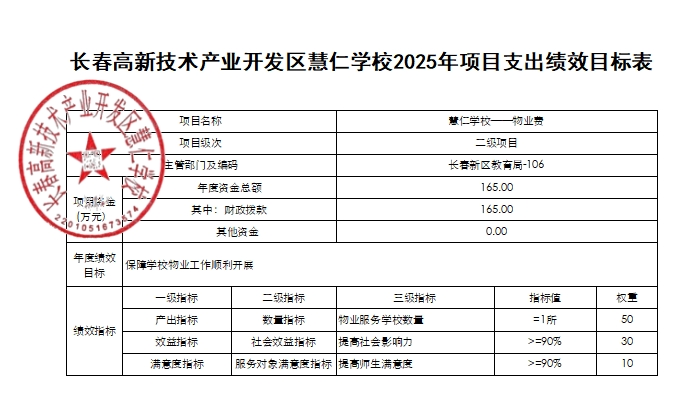 长春高新技术产业开发区慧仁学校2025年项目支出绩效目标表
项目名称 慧仁学校——物业费
项目级次 二级项目
主管部门及编码 长春新区教育局-106
项目资金
(万元)
年度资金总额 165.00
其中：财政拨款 165.00
其他资金 0.00
年度绩效
目标
保障学校物业工作顺利开展
绩效指标
一级指标 二级指标 三级指标 指标值 权重
产出指标 数量指标 物业服务学校数量 =1所 50
效益指标 社会效益指标 提高社会影响力 >=90% 30
满意度指标 服务对象满意度指标 提高师生满意度 >=90% 10
长春高新技术产业开发区慧仁学校
2201051673574